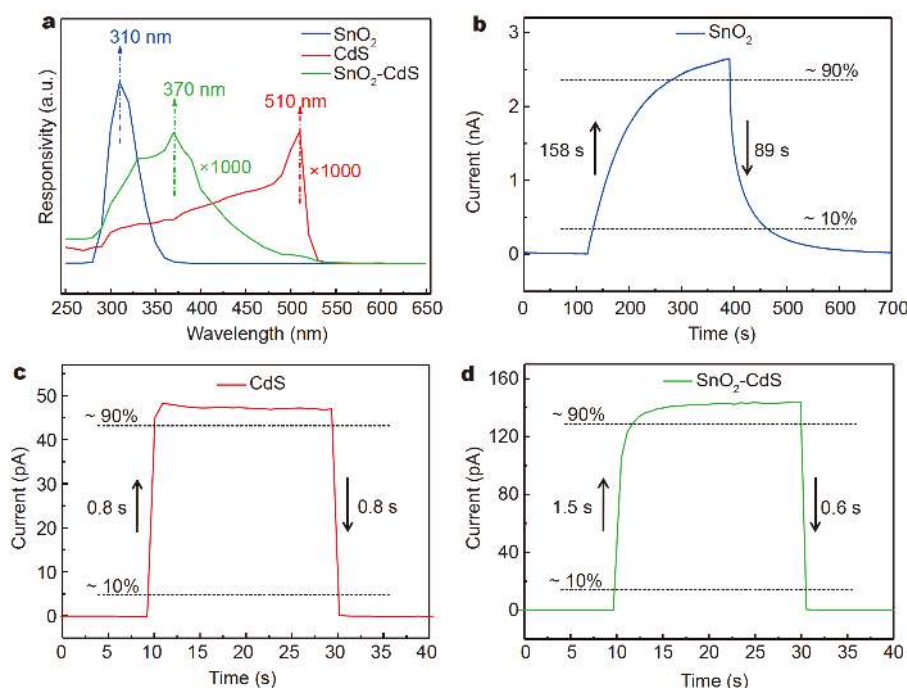 a
310 nm
370 nm
510 nm
SnO₂
CdS
SnO₂-CdS
×1000
×1000
Responsivity (a.u.)
250 300 350 400 450 500 550 600 650
Wavelength (nm)
b
SnO₂
~ 90%
158 s
89 s
~ 10%
Current (nA)
3
2
1
0
0 100 200 300 400 500 600 700
Time (s)
c
CdS
~ 90%
0.8 s
0.8 s
~ 10%
Current (pA)
60
50
40
30
20
10
0
0 5 10 15 20 25 30 35 40
Time (s)
d
SnO₂-CdS
~ 90%
1.5 s
0.6 s
~ 10%
Current (pA)
160
120
80
40
0
0 5 10 15 20 25 30 35 40
Time (s)